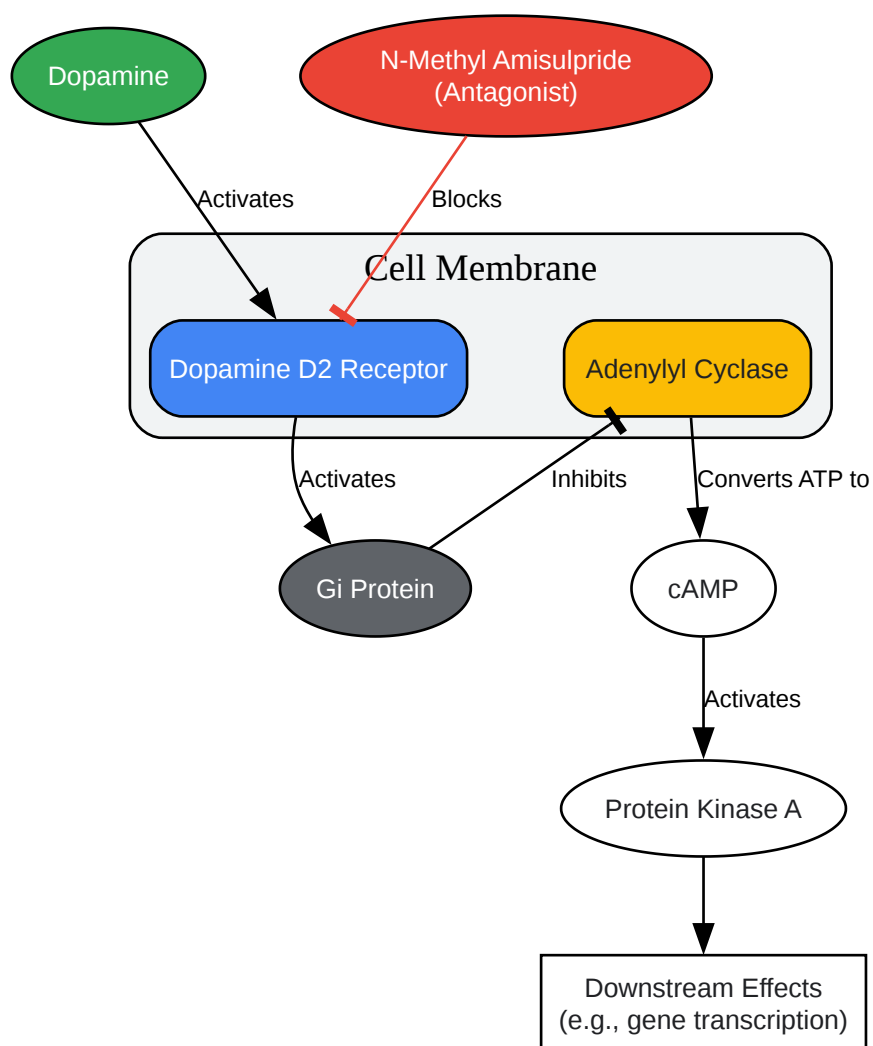 Dopamine
N-Methyl Amisulpride
(Antagonist)
Activates
Blocks
Cell Membrane
Dopamine D2 Receptor
Adenylyl Cyclase
Activates
Inhibits
Converts ATP to
Gi Protein
cAMP
Activates
Protein Kinase A
Downstream Effects
(e.g., gene transcription)